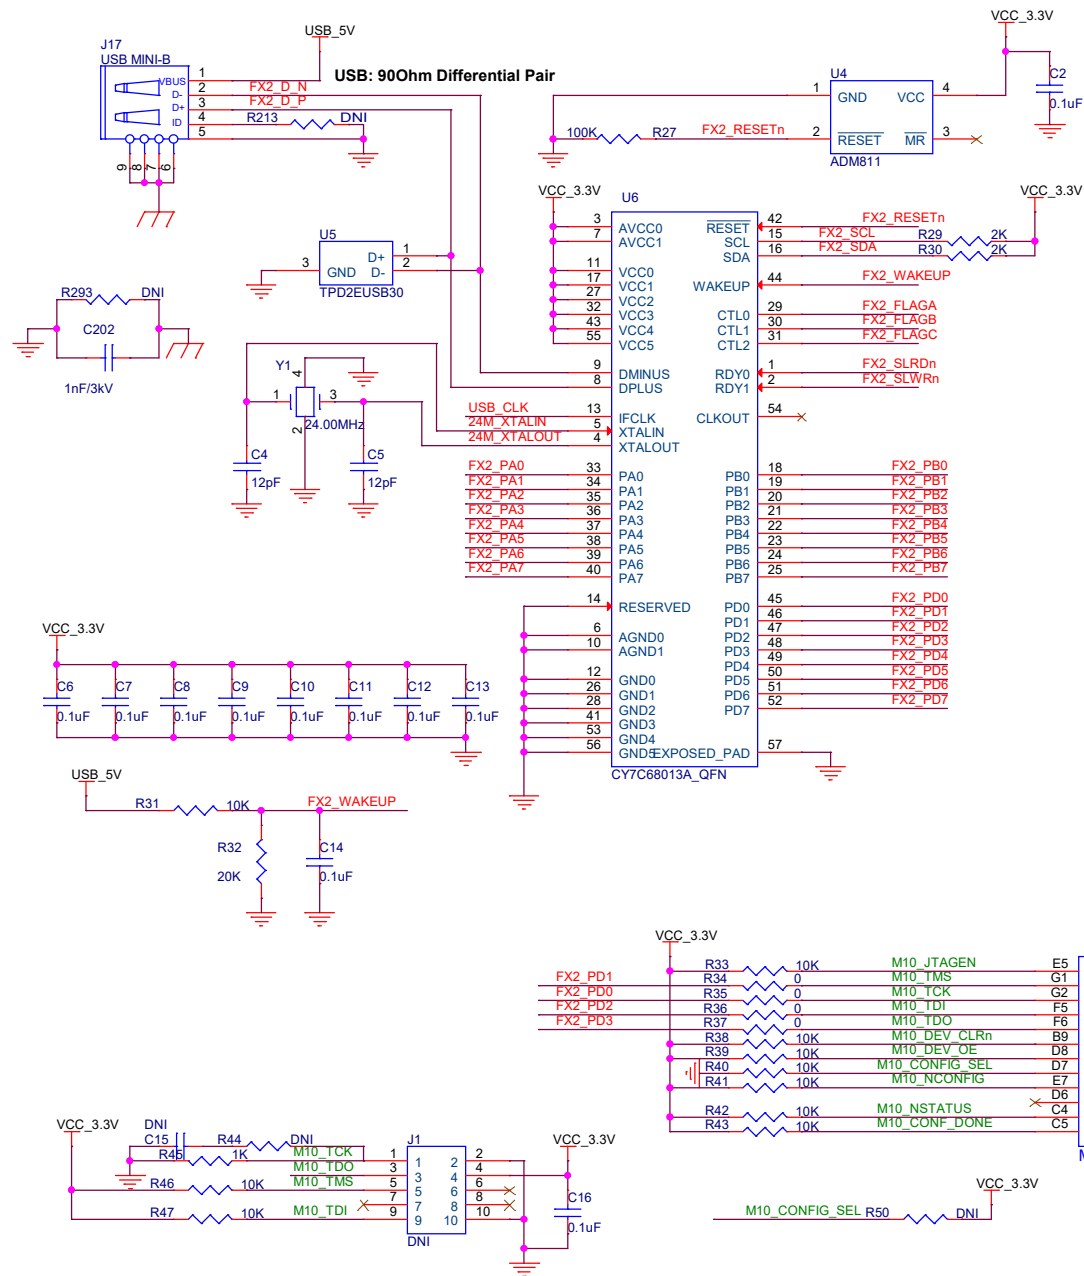 VCC_3.3V
USB_5V
J17
USB MINI-B
USB: 90Ohm Differential Pair
VBUS 1
D- 2 FX2_D_N
D+ 3 FX2_D_P
ID 4 R213 DNI
5
9 8 7 6
U4
1 GND VCC 4
2 RESET MR 3
ADM811
C2
0.1uF
100K R27 FX2_RESETn
VCC_3.3V
U6
VCC_3.3V
3 AVCC0
7 AVCC1
11 VCC0
17 VCC1
27 VCC2
32 VCC3
43 VCC4
55 VCC5
9 DMINUS
8 DPLUS
USB_CLK 13 IFCLK
24M_XTALIN 5 XTALIN
24M_XTALOUT 4 XTALOUT
FX2_PA0 33 PA0
FX2_PA1 34 PA1
FX2_PA2 35 PA2
FX2_PA3 36 PA3
FX2_PA4 37 PA4
FX2_PA5 38 PA5
FX2_PA6 39 PA6
FX2_PA7 40 PA7
14 RESERVED
6 AGND0
10 AGND1
12 GND0
26 GND1
28 GND2
41 GND3
53 GND4
56 GND5
RESET 42 FX2_RESETn
SCL 15 FX2_SCL R29 2K
SDA 16 FX2_SDA R30 2K
WAKEUP 44 FX2_WAKEUP
CTL0 29 FX2_FLAGA
CTL1 30 FX2_FLAGB
CTL2 31 FX2_FLAGC
RDY0 1 FX2_SLRDn
RDY1 2 FX2_SLWRn
CLKOUT 54
PB0 18 FX2_PB0
PB1 19 FX2_PB1
PB2 20 FX2_PB2
PB3 21 FX2_PB3
PB4 22 FX2_PB4
PB5 23 FX2_PB5
PB6 24 FX2_PB6
PB7 25 FX2_PB7
PD0 45 FX2_PD0
PD1 46 FX2_PD1
PD2 47 FX2_PD2
PD3 48 FX2_PD3
PD4 49 FX2_PD4
PD5 50 FX2_PD5
PD6 51 FX2_PD6
PD7 52 FX2_PD7
EXPOSED_PAD 57
CY7C68013A_QFN
U5
D+ 1
3 GND D- 2
TPD2EUSB30
R293 DNI
C202
1nF/3kV
Y1
4
1 3
2
24.00MHz
C4
12pF
C5
12pF
VCC_3.3V
C6 C7 C8 C9 C10 C11 C12 C13
0.1uF 0.1uF 0.1uF 0.1uF 0.1uF 0.1uF 0.1uF 0.1uF
USB_5V
R31 10K FX2_WAKEUP
R32
20K
C14
0.1uF
VCC_3.3V
R33 10K M10_JTAGEN E5
FX2_PD1 R34 0 M10_TMS G1
FX2_PD0 R35 0 M10_TCK G2
FX2_PD2 R36 0 M10_TDI F5
FX2_PD3 R37 0 M10_TDO F6
R38 10K M10_DEV_CLRn B9
R39 10K M10_DEV_OE D8
R40 10K M10_CONFIG_SEL D7
R41 10K M10_NCONFIG E7
D6
R42 10K M10_NSTATUS C4
R43 10K M10_CONF_DONE C5
M
VCC_3.3V
DNI
C15 R44 DNI
R45 1K M10_TCK
M10_TDO
R46 10K M10_TMS
R47 10K M10_TDI
J1
1 1 2 2
3 3 4 4
5 5 6 6
7 7 8 8
9 9 10 10
DNI
VCC_3.3V
C16
0.1uF
VCC_3.3V
M10_CONFIG_SEL R50 DNI